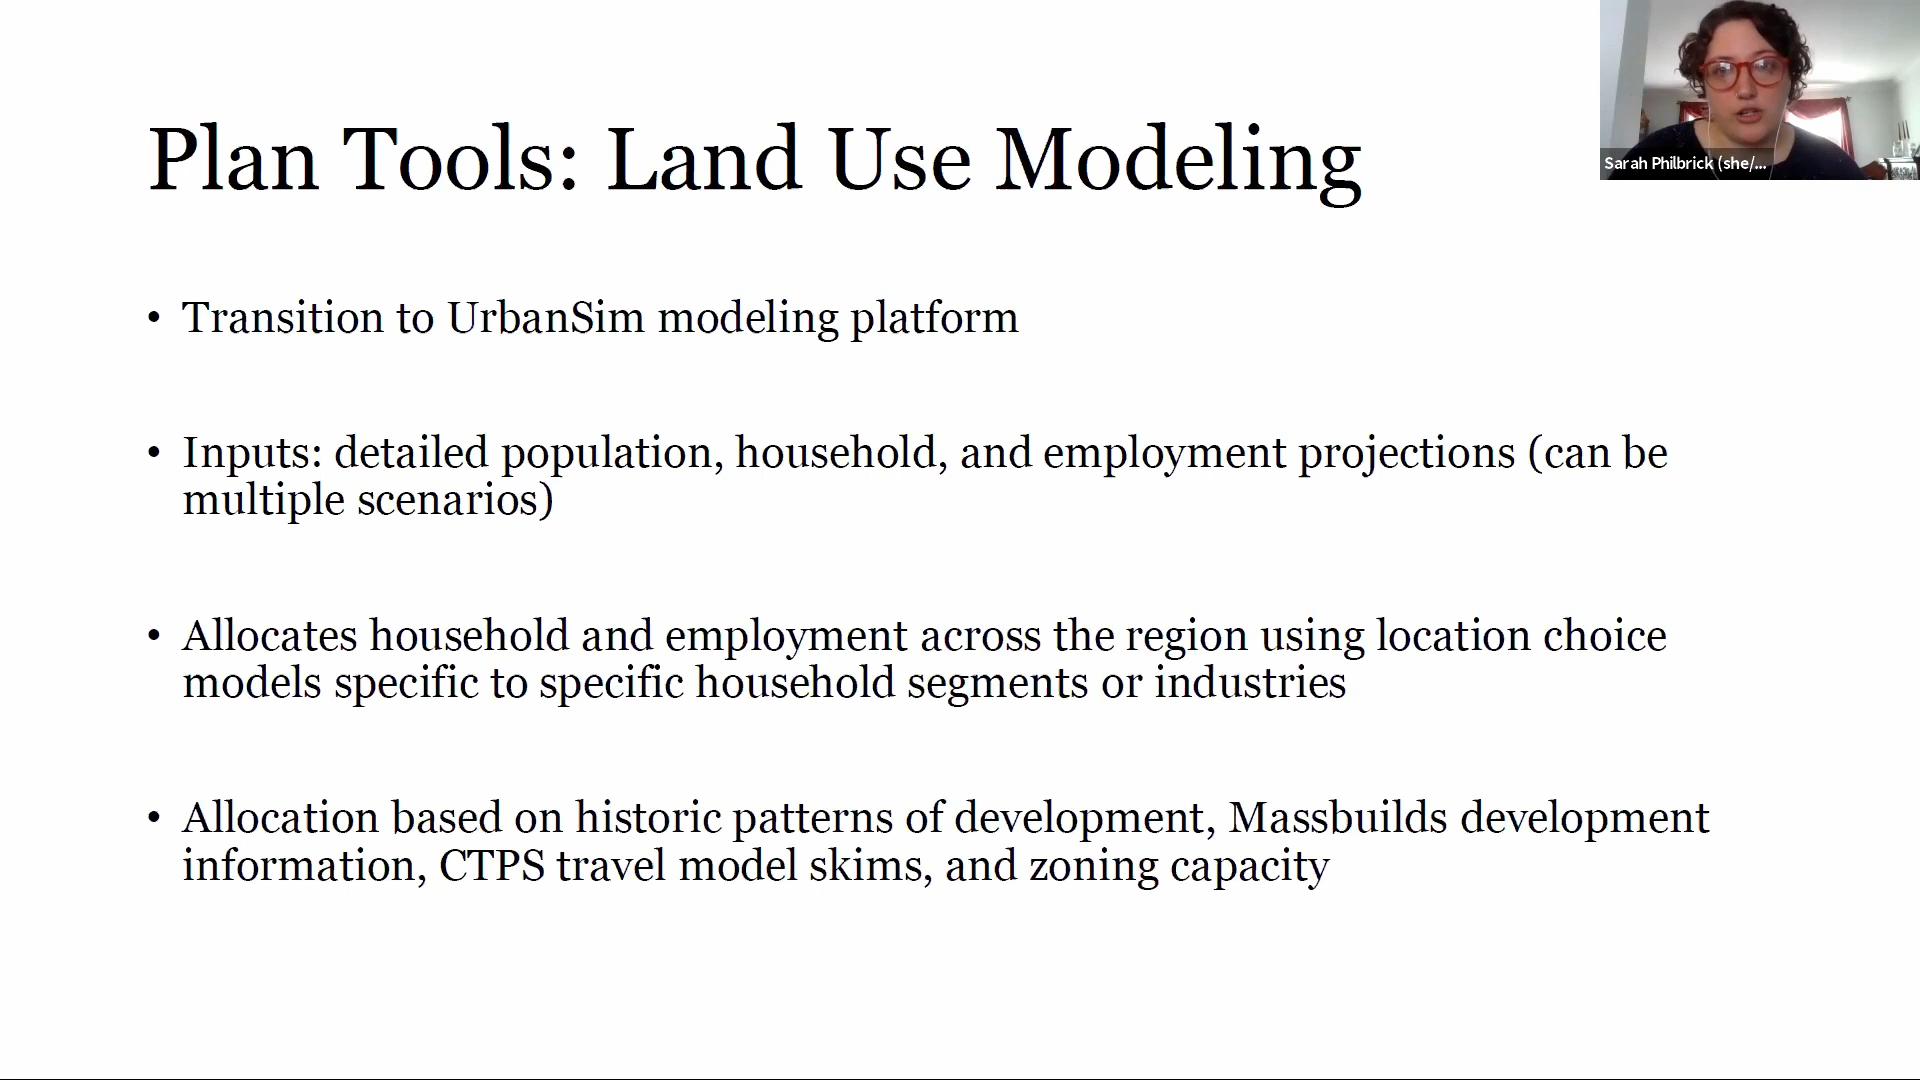 Plan Tools: Land Use Modeling
Sarah Philbrick (she/...
• Transition to UrbanSim modeling platform
• Inputs: detailed population, household, and employment projections (can be
multiple scenarios)
• Allocates household and employment across the region using location choice
models specific to specific household segments or industries
• Allocation based on historic patterns of development, Massbuilds development
information, CTPS travel model skims, and zoning capacity